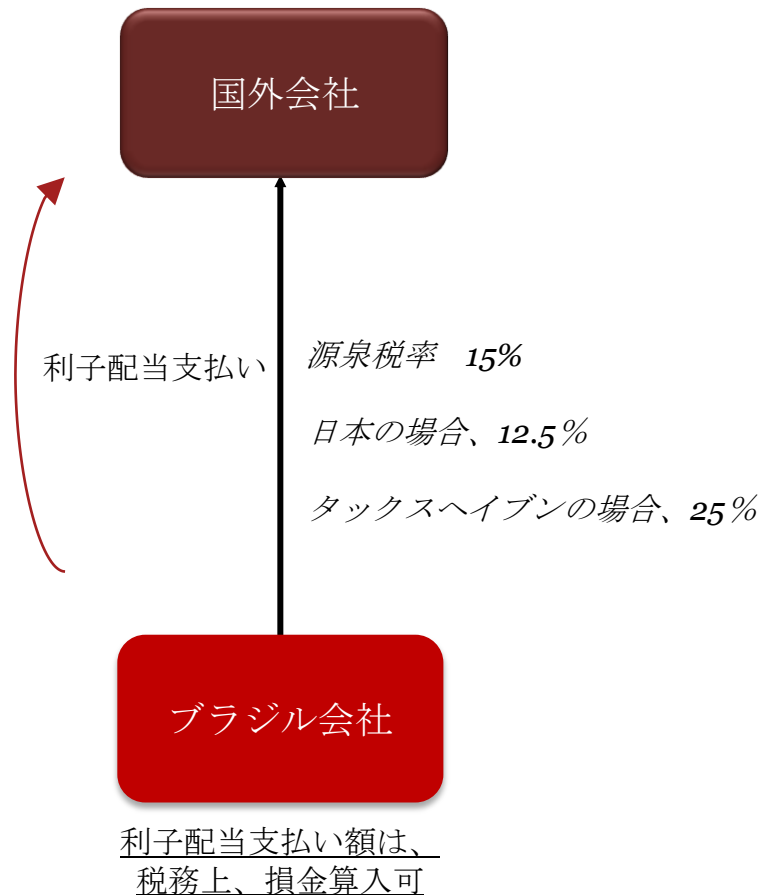 国外会社
利子配当支払い
源泉税率　15%
日本の場合、12.5％
タックスヘイブンの場合、25％
ブラジル会社
利子配当支払い額は、
税務上、損金算入可